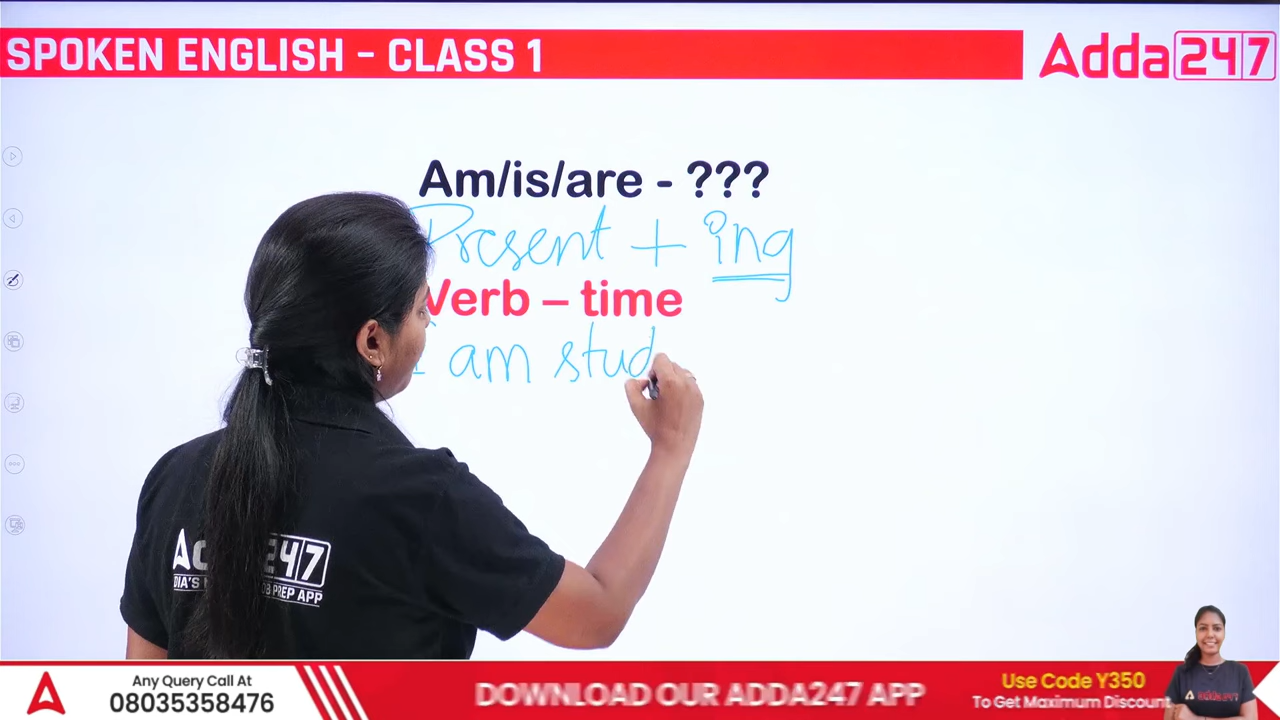 SPOKEN ENGLISH - CLASS 1
Adda247
Am/is/are - ???
Present + ing
Verb – time
I am stud
Any Query Call At
08035358476
DOWNLOAD OUR ADDA247 APP
Use Code Y350
To Get Maximum Discount